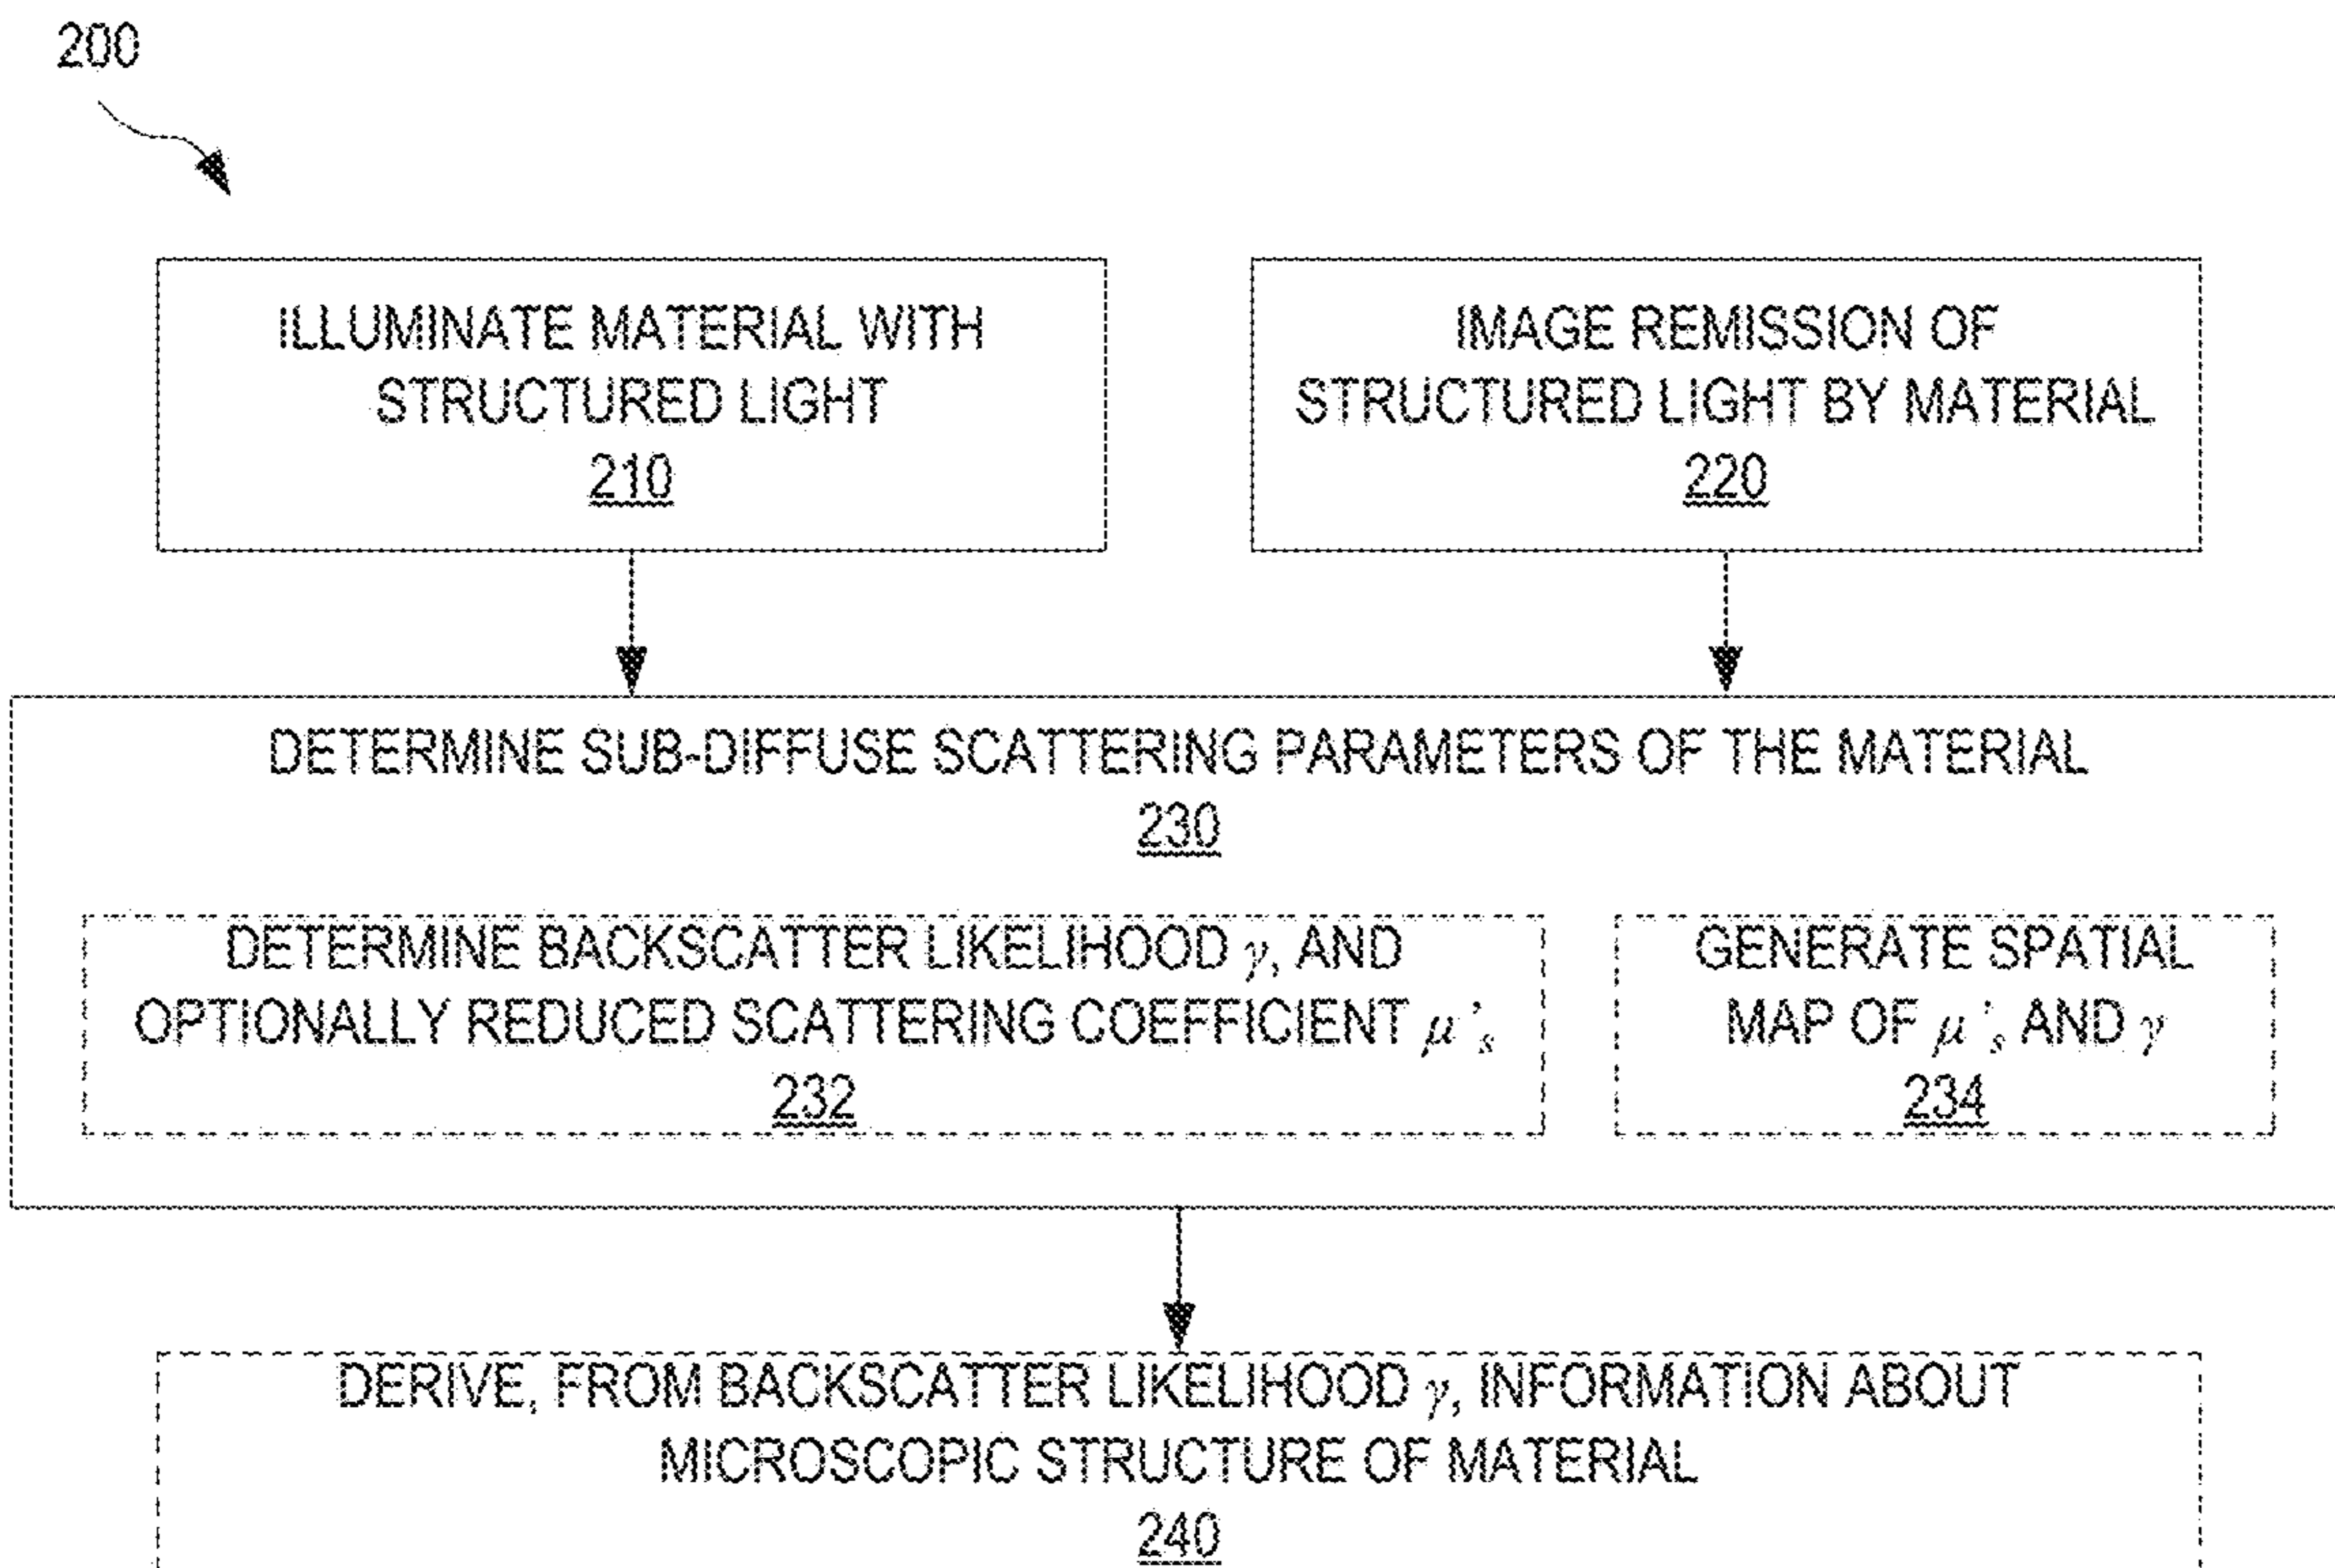 200
ILLUMINATE MATERIAL WITH
STRUCTURED LIGHT
210
IMAGE REMISSION OF
STRUCTURED LIGHT BY MATERIAL
220
DETERMINE SUB-DIFFUSE SCATTERING PARAMETERS OF THE MATERIAL
230
DETERMINE BACKSCATTER LIKELIHOOD γ, AND
OPTIONALLY REDUCED SCATTERING COEFFICIENT μ's
232
GENERATE SPATIAL
MAP OF μ's AND γ
234
DERIVE, FROM BACKSCATTER LIKELIHOOD γ, INFORMATION ABOUT
MICROSCOPIC STRUCTURE OF MATERIAL
240